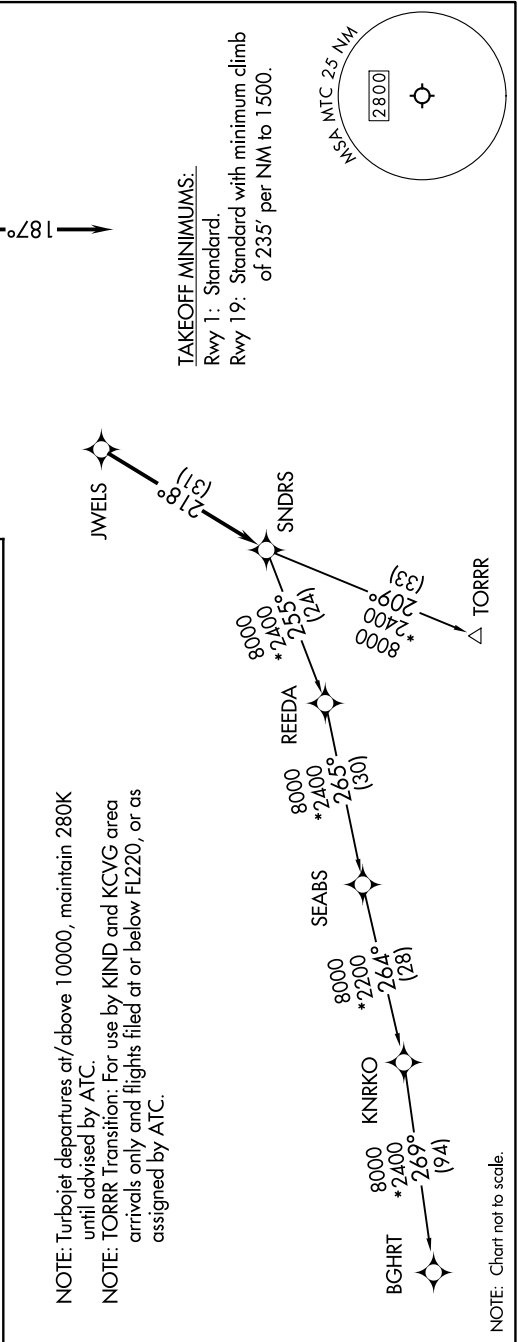 NOTE: Turbojet departures at/above 10000, maintain 280K
until advised by ATC.
NOTE: TORRR Transition: For use by KIND and KCVG area
arrivals only and flights filed at or below FL220, or as
assigned by ATC.
187°
TAKEOFF MINIMUMS:
Rwy 1: Standard.
Rwy 19: Standard with minimum climb
of 235' per NM to 1500.
MSA MTC 25 NM
2800
JWELS
218°
(31)
SNDRS
8000
*2400
255°
(24)
8000
*2400
209°
(33)
TORRR
REEDA
8000
*2400
265°
(30)
SEABS
8000
*2200
264°
(28)
KNRKO
8000
*2400
269°
(94)
BGHRT
NOTE: Chart not to scale.